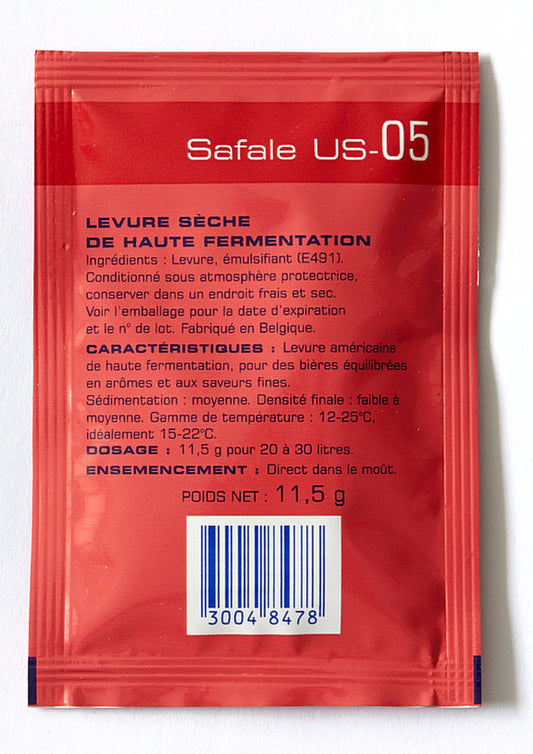 Safale US-05
LEVURE SÈCHE
DE HAUTE FERMENTATION
Ingrédients : Levure, émulsifiant (E491).
Conditionné sous atmosphère protectrice,
conserver dans un endroit frais et sec.
Voir l'emballage pour la date d'expiration
et le n° de lot. Fabriqué en Belgique.
CARACTÉRISTIQUES : Levure américaine
de haute fermentation, pour des bières équilibrées
en arômes et aux saveurs fines.
Sédimentation : moyenne. Densité finale : faible à
moyenne. Gamme de température : 12-25°C,
idéalement 15-22°C.
DOSAGE : 11,5 g pour 20 à 30 litres.
ENSEMENCEMENT : Direct dans le moût.
POIDS NET : 11,5 g
3004 8478